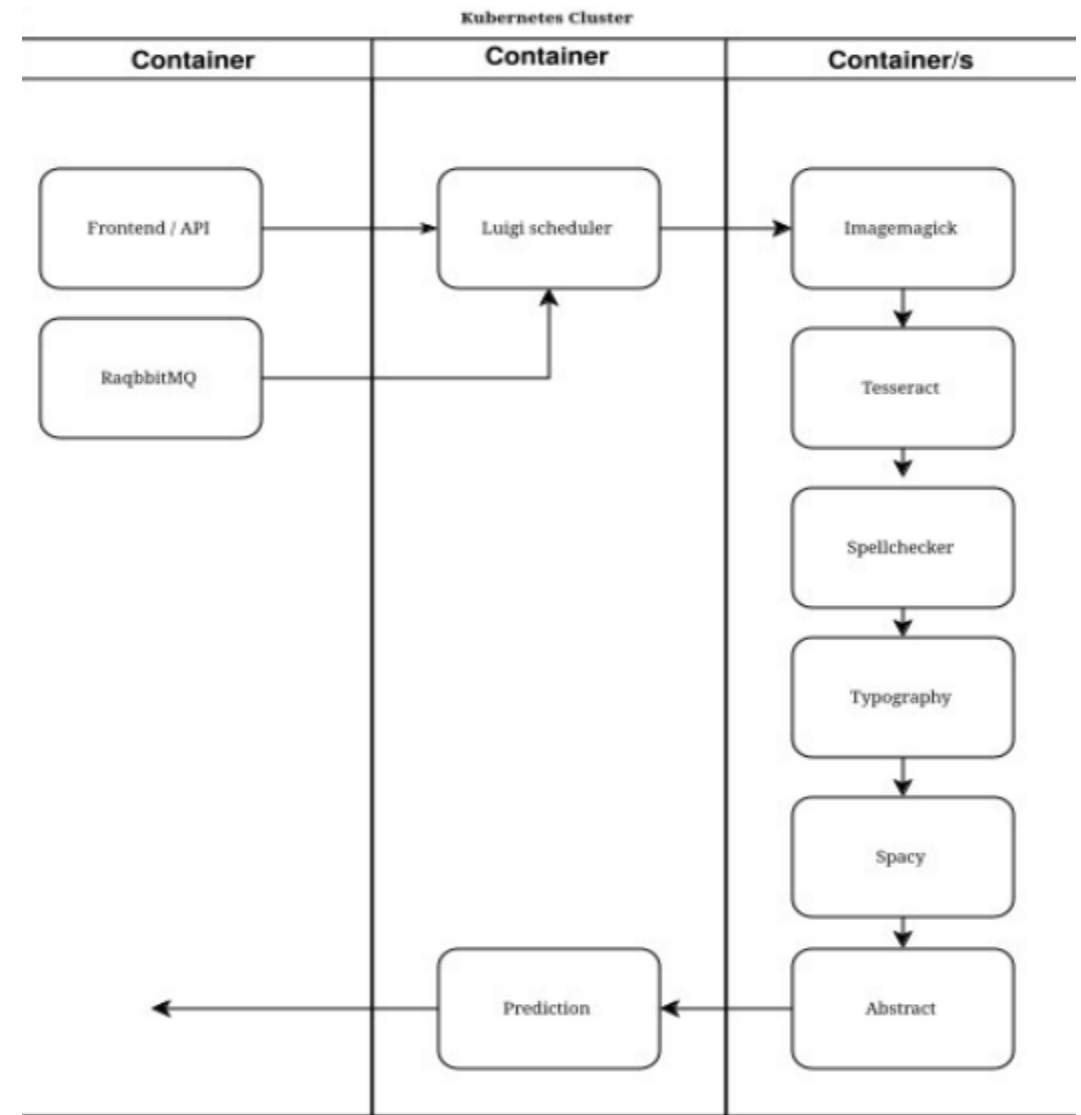 Kubernetes Cluster
Container
Container
Container/s
Frontend / API
Luigi scheduler
Imagemagick
RaqbbitMQ
Tesseract
Spellchecker
Typography
Spacy
Prediction
Abstract